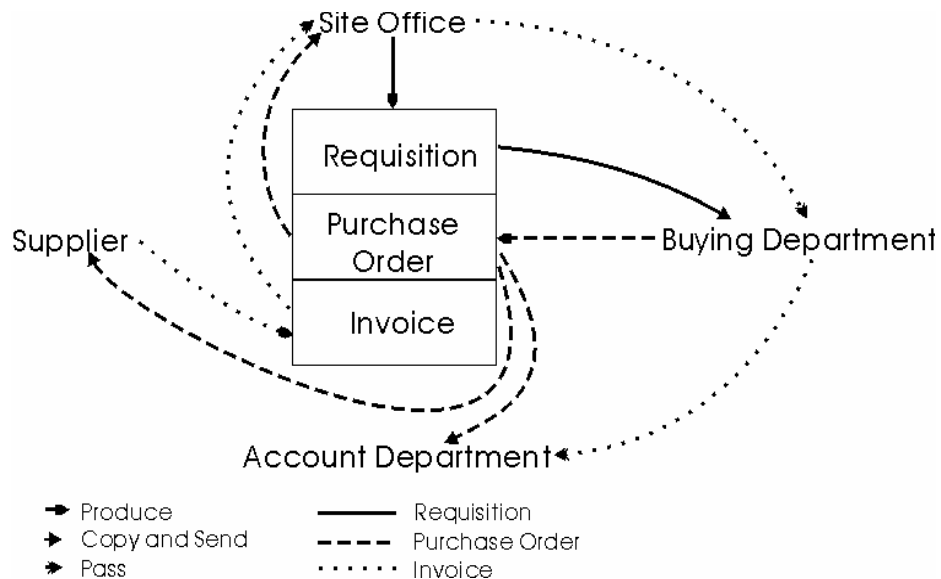 Site Office
Requisition
Purchase
Order
Supplier
Buying Department
Invoice
Account Department
Produce
Requisition
Copy and Send
Purchase Order
Pass
Invoice